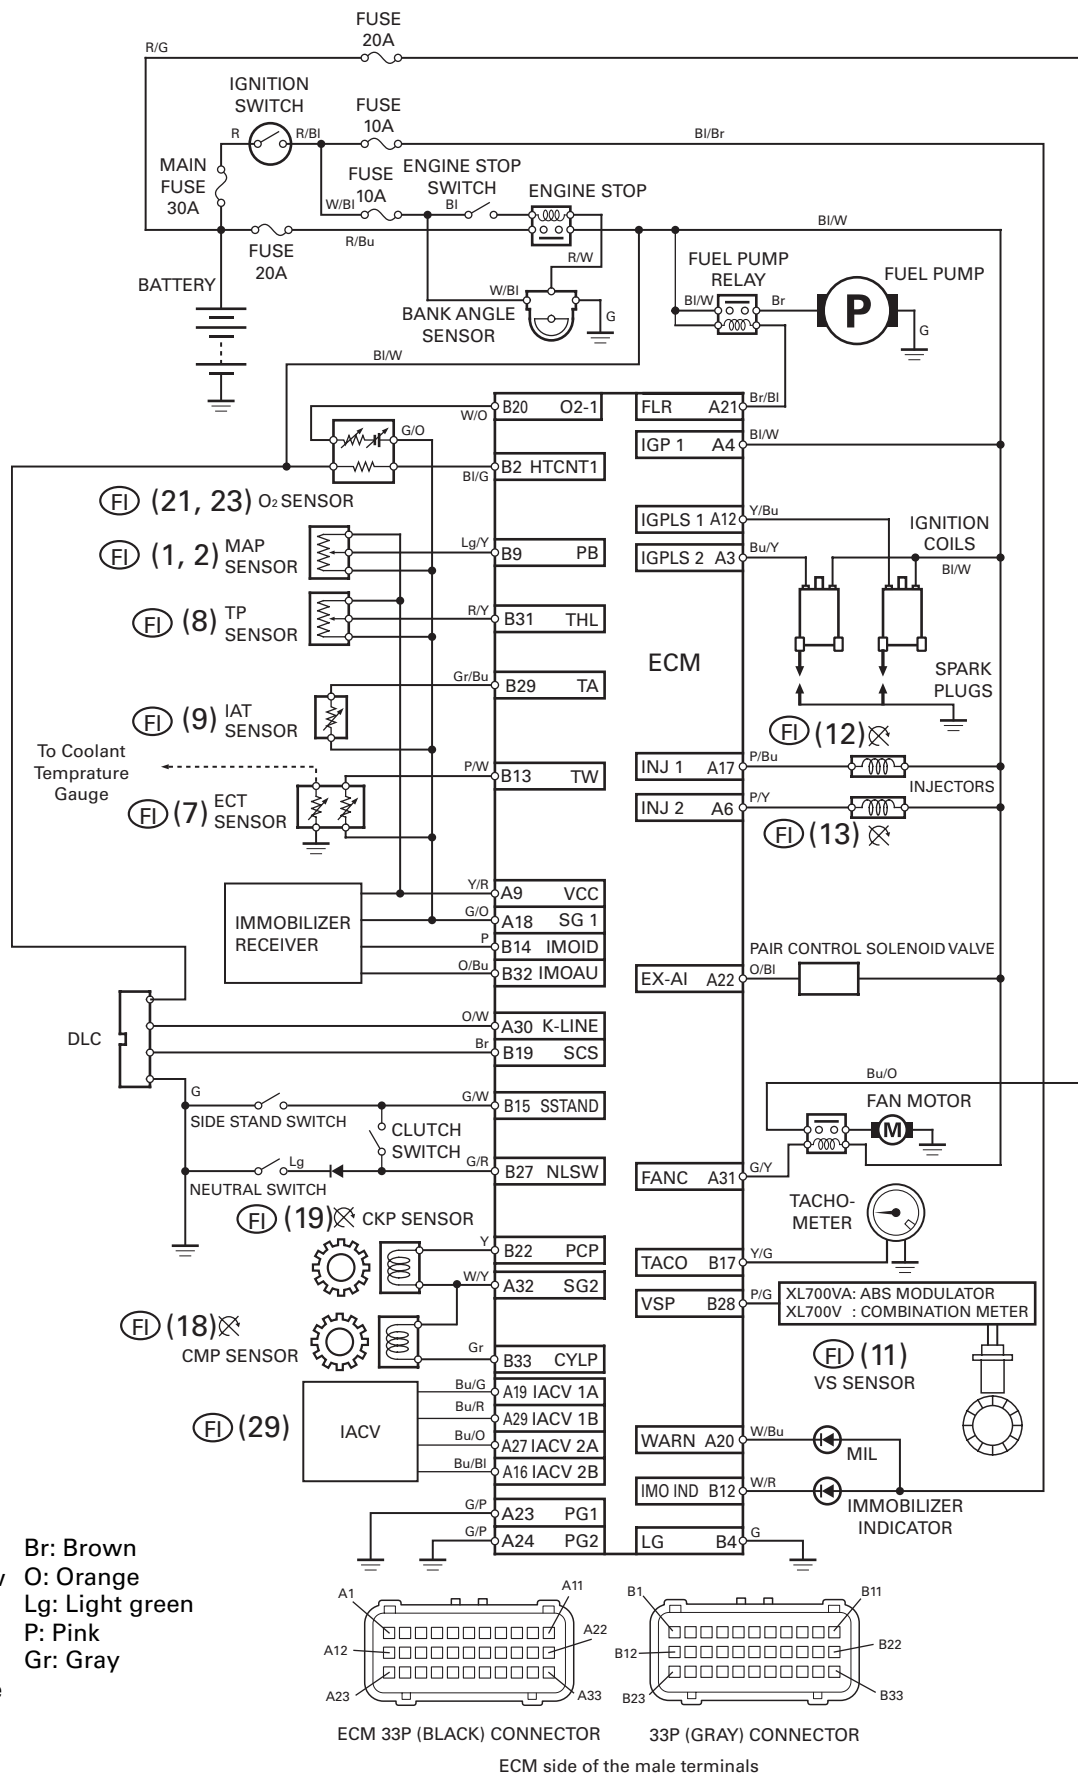 FUSE
20A
R/G
IGNITION
SWITCH
FUSE
10A
R
R/Bl
Bl/Br
MAIN
FUSE
30A
FUSE
10A
ENGINE STOP
SWITCH
ENGINE STOP
W/Bl
Bl
Bl/W
R/Bu
FUSE
20A
R/W
BATTERY
W/Bl
BANK ANGLE
SENSOR
G
FUEL PUMP
RELAY
FUEL PUMP
Bl/W
Br
P
G
Bl/W
W/O
B20 O2-1
FLR A21
Br/Bl
G/O
IGP 1 A4
Bl/W
Bl/G
B2 HTCNT1
FI (21, 23) O2 SENSOR
IGPLS 1 A12
Y/Bu
IGNITION
COILS
FI (1, 2) MAP
SENSOR
Lg/Y
B9 PB
IGPLS 2 A3
Bu/Y
Bl/W
FI (8) TP
SENSOR
R/Y
B31 THL
ECM
SPARK
PLUGS
Gr/Bu
B29 TA
FI (9) IAT
SENSOR
FI (12)
To Coolant
Temprature
Gauge
P/W
B13 TW
INJ 1 A17
P/Bu
INJECTORS
FI (7) ECT
SENSOR
INJ 2 A6
P/Y
FI (13)
IMMOBILIZER
RECEIVER
Y/R
A9 VCC
G/O
A18 SG 1
P
B14 IMOID
O/Bu
B32 IMOAU
PAIR CONTROL SOLENOID VALVE
EX-AI A22
O/Bl
DLC
O/W
A30 K-LINE
Br
B19 SCS
G
G/W
B15 SSTAND
SIDE STAND SWITCH
CLUTCH
SWITCH
Bu/O
FAN MOTOR
M
Lg
G/R
B27 NLSW
NEUTRAL SWITCH
FANC A31
G/Y
FI (19) CKP SENSOR
TACHO-
METER
Y
B22 PCP
TACO B17
Y/G
W/Y
A32 SG2
VSP B28
P/G
XL700VA: ABS MODULATOR
XL700V : COMBINATION METER
FI (18)
CMP SENSOR
Gr
B33 CYLP
FI (11)
VS SENSOR
FI (29)
IACV
Bu/G
A19 IACV 1A
Bu/R
A29 IACV 1B
Bu/O
A27 IACV 2A
Bu/Bl
A16 IACV 2B
WARN A20
W/Bu
MIL
IMO IND B12
W/R
IMMOBILIZER
INDICATOR
G/P
A23 PG1
G/P
A24 PG2
LG B4
G
Br: Brown
O: Orange
Lg: Light green
P: Pink
Gr: Gray
A1
A11
A12
A22
A23
A33
B1
B11
B12
B22
B23
B33
ECM 33P (BLACK) CONNECTOR
33P (GRAY) CONNECTOR
ECM side of the male terminals